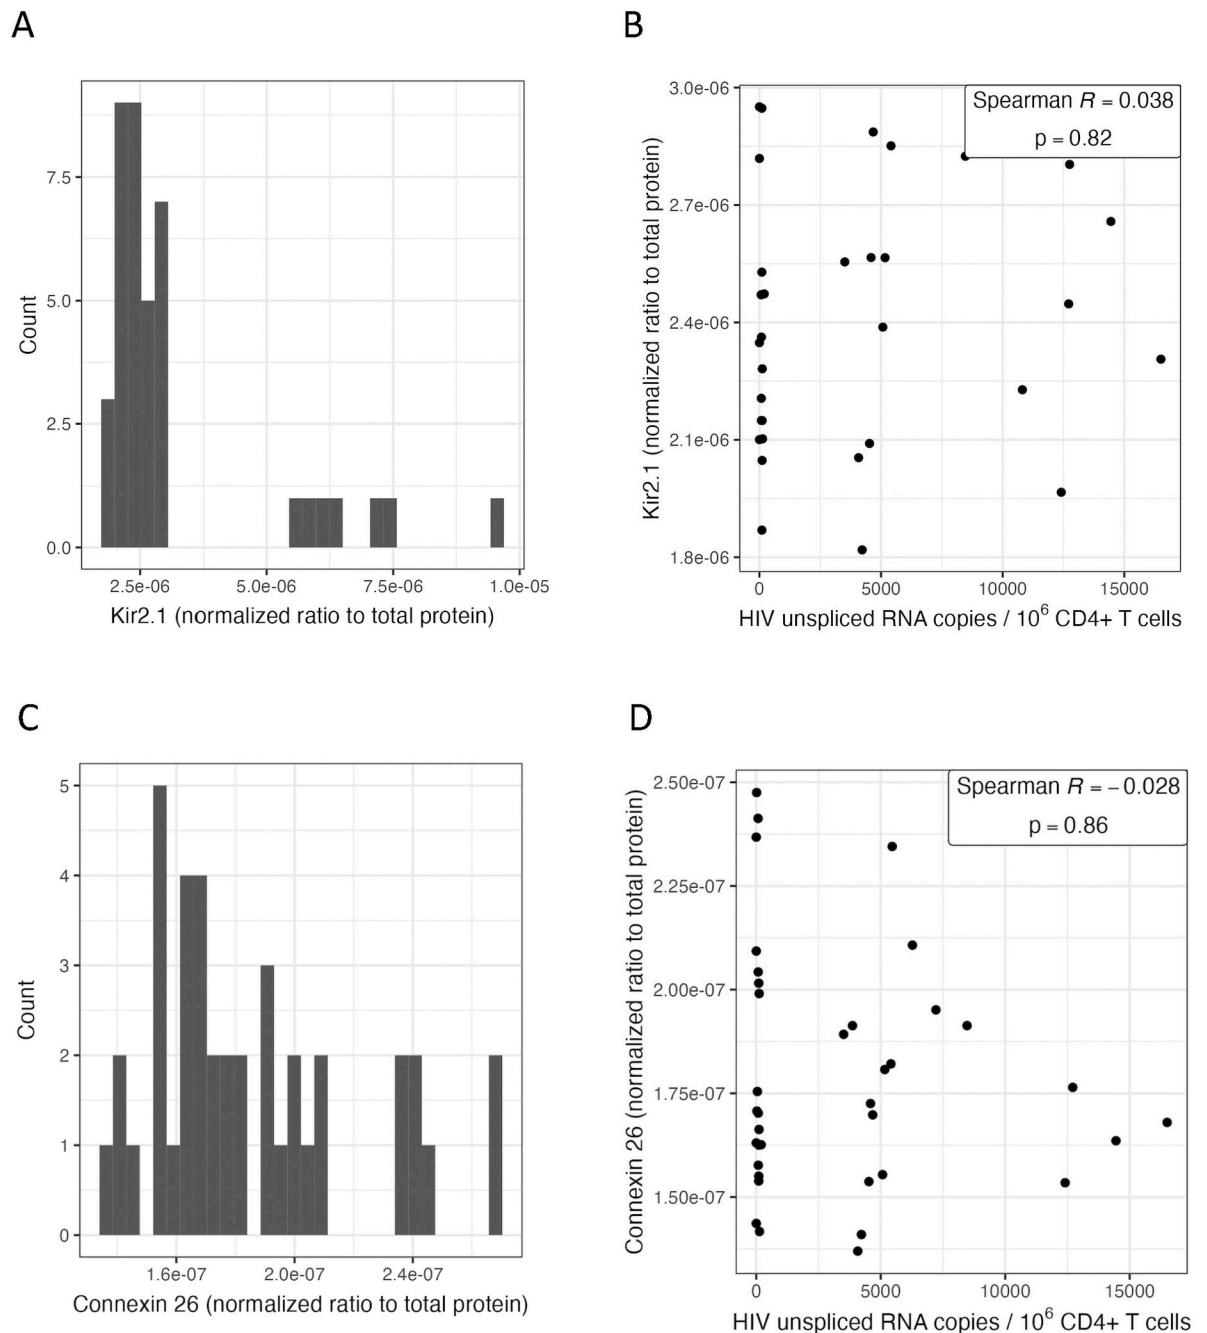 A
B
7.5
5.0
2.5
0.0
Count
2.5e-06 5.0e-06 7.5e-06 1.0e-05
Kir2.1 (normalized ratio to total protein)
3.0e-06
2.7e-06
2.4e-06
2.1e-06
1.8e-06
Kir2.1 (normalized ratio to total protein)
Spearman R = 0.038
p = 0.82
0 5000 10000 15000
HIV unspliced RNA copies / 10⁶ CD4+ T cells
C
D
5
4
3
2
1
0
Count
1.6e-07 2.0e-07 2.4e-07
Connexin 26 (normalized ratio to total protein)
2.50e-07
2.25e-07
2.00e-07
1.75e-07
1.50e-07
Connexin 26 (normalized ratio to total protein)
Spearman R = − 0.028
p = 0.86
0 5000 10000 15000
HIV unspliced RNA copies / 10⁶ CD4+ T cells